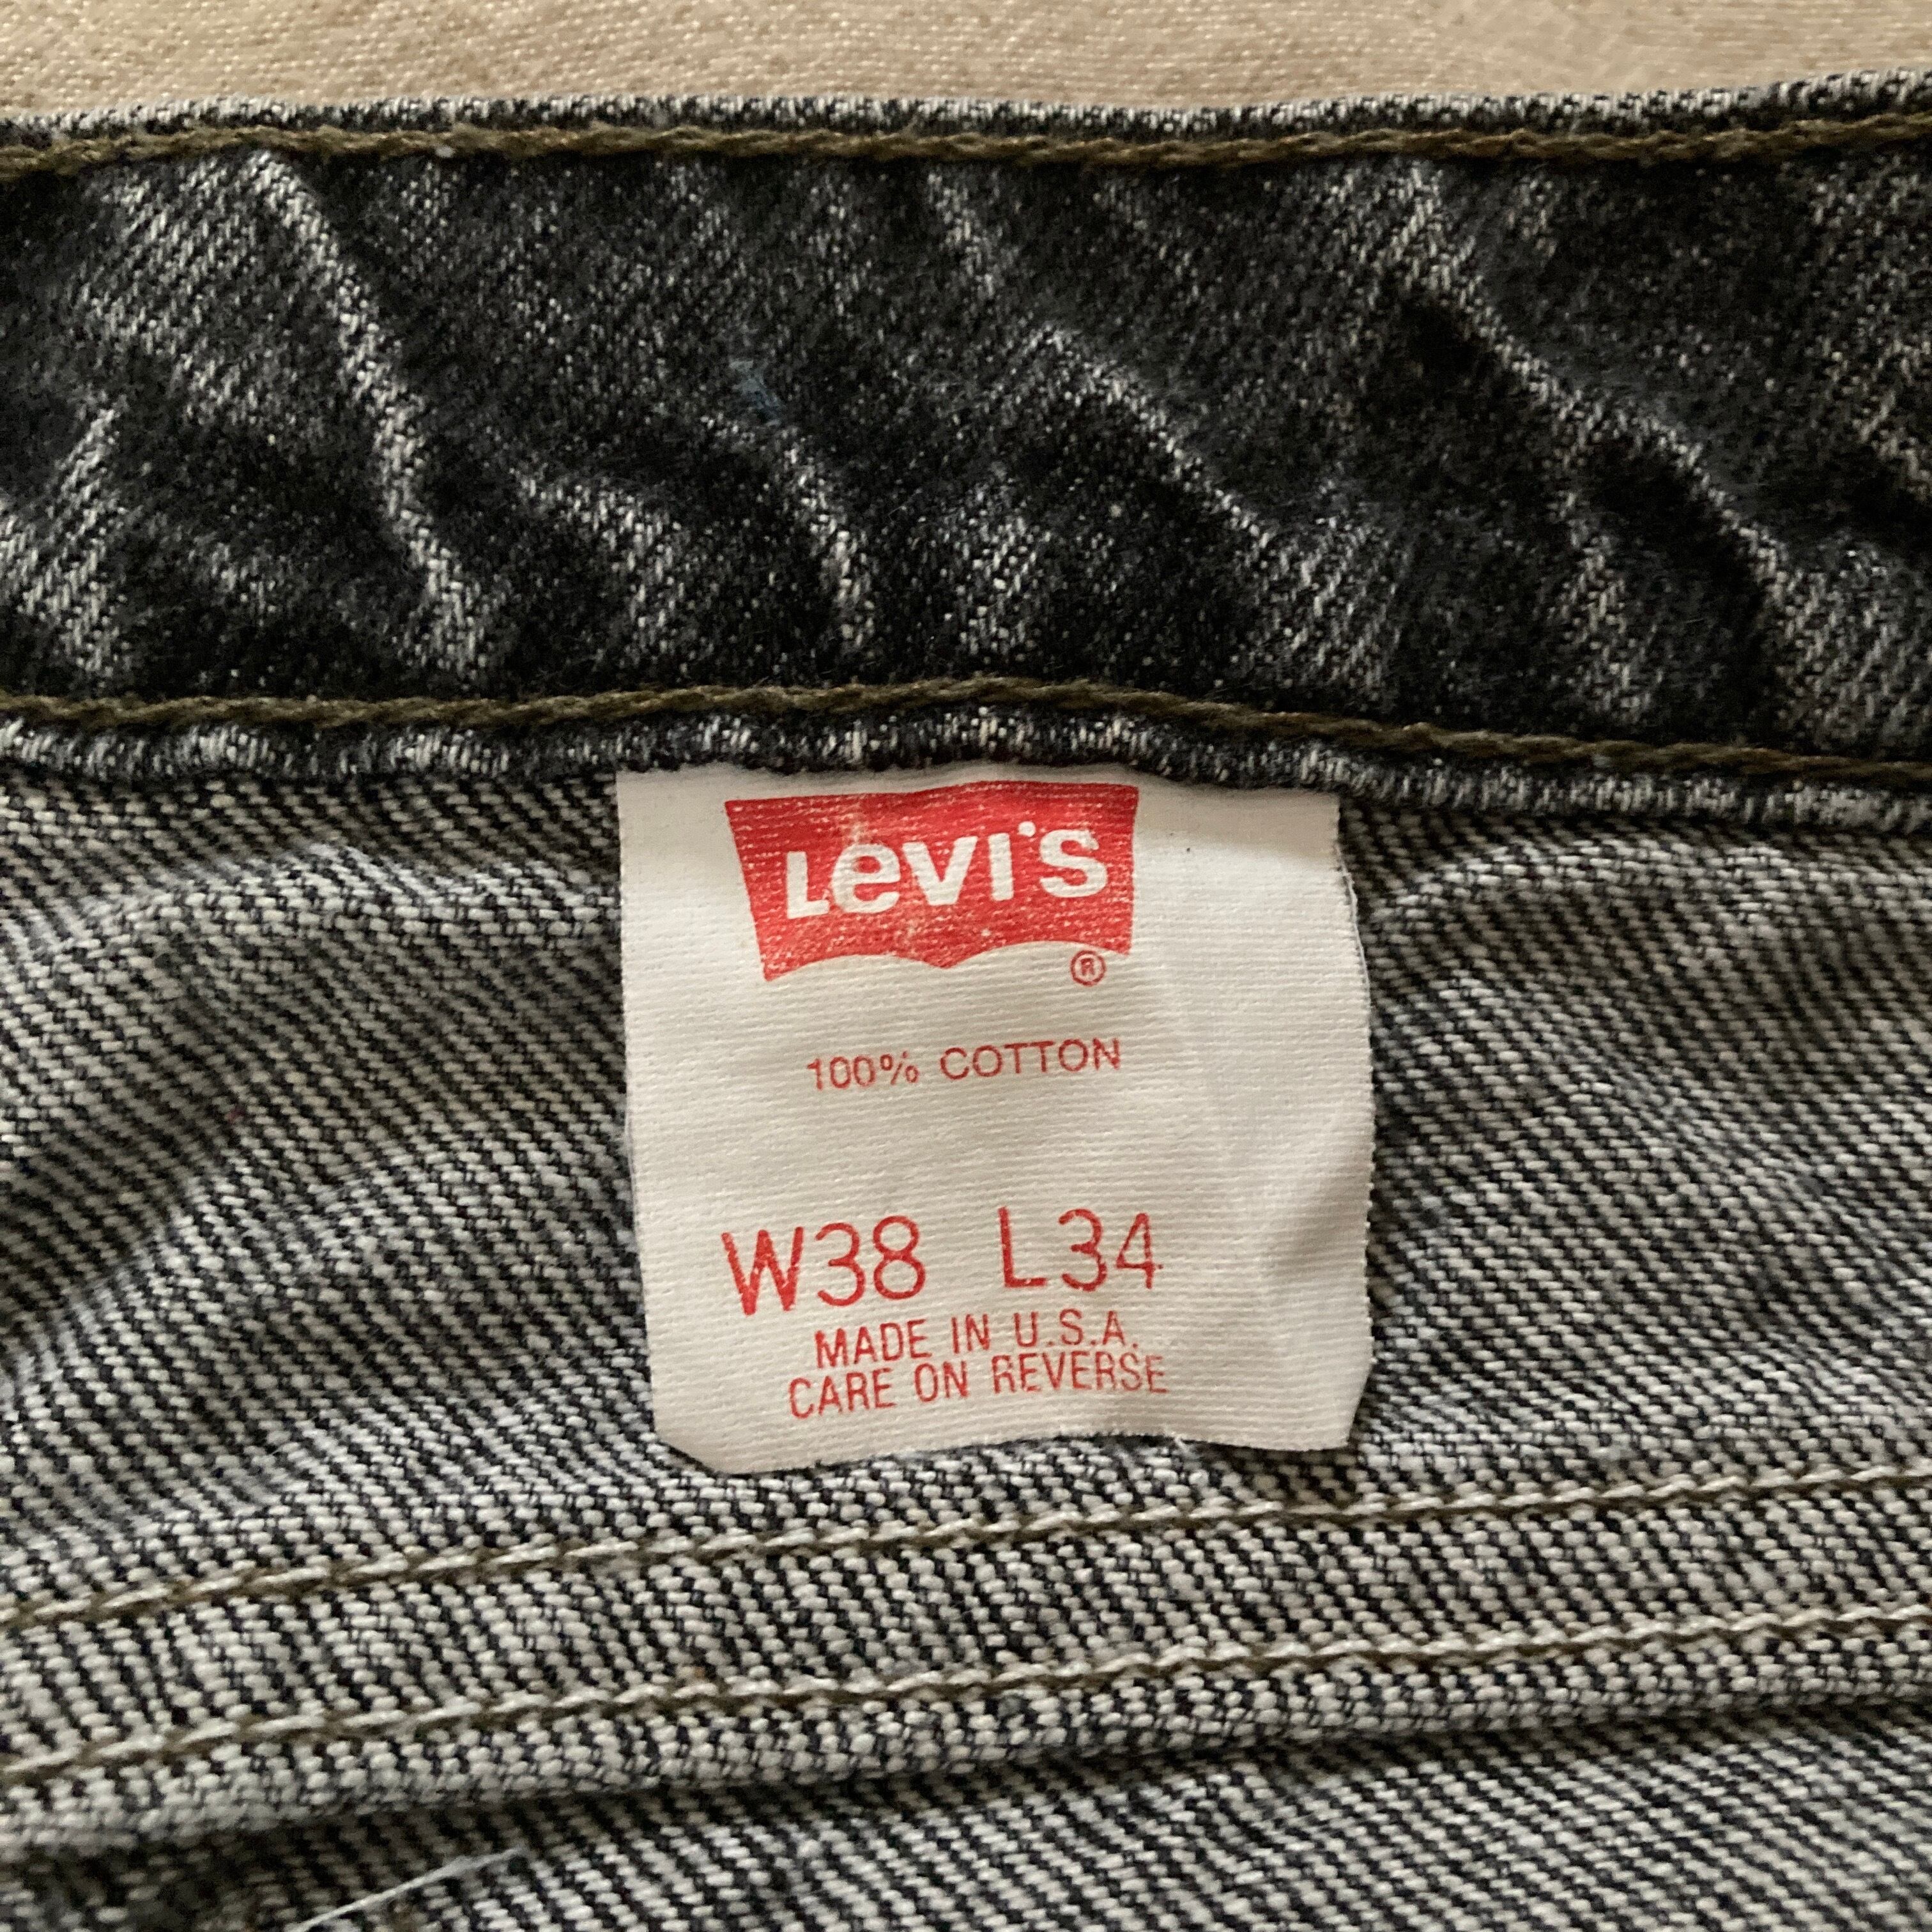 Levi's
®
100% COTTON
W38 L34
MADE IN U.S.A.
CARE ON REVERSE